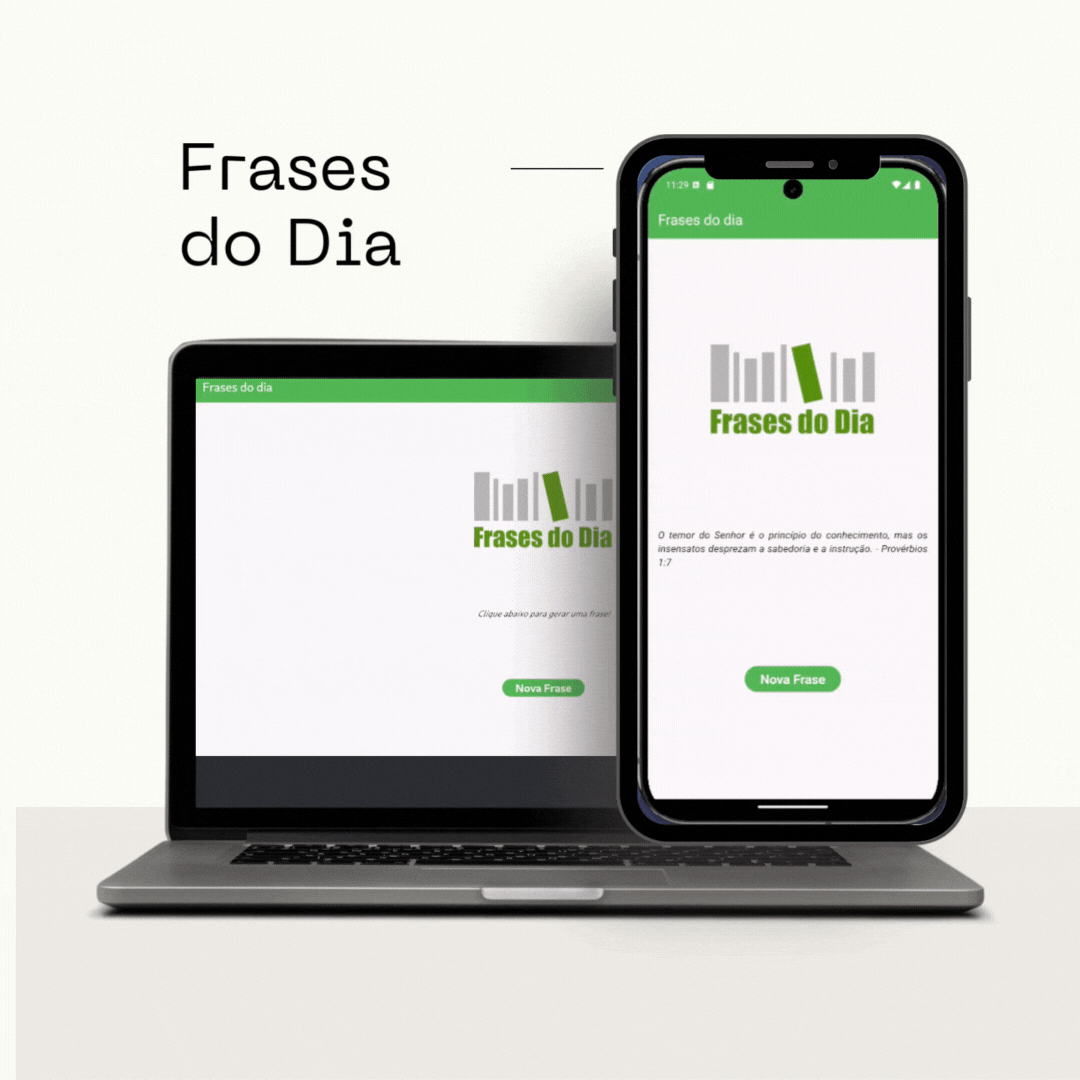 Frases
do Dia
Frases do dia
Frases do Dia
Clique abaixo para gerar uma frase!
Nova Frase
11:29
Frases do dia
Frases do Dia
O temor do Senhor é o princípio do conhecimento, mas os
insensatos desprezam a sabedoria e a instrução. - Provérbios
1:7
Nova Frase